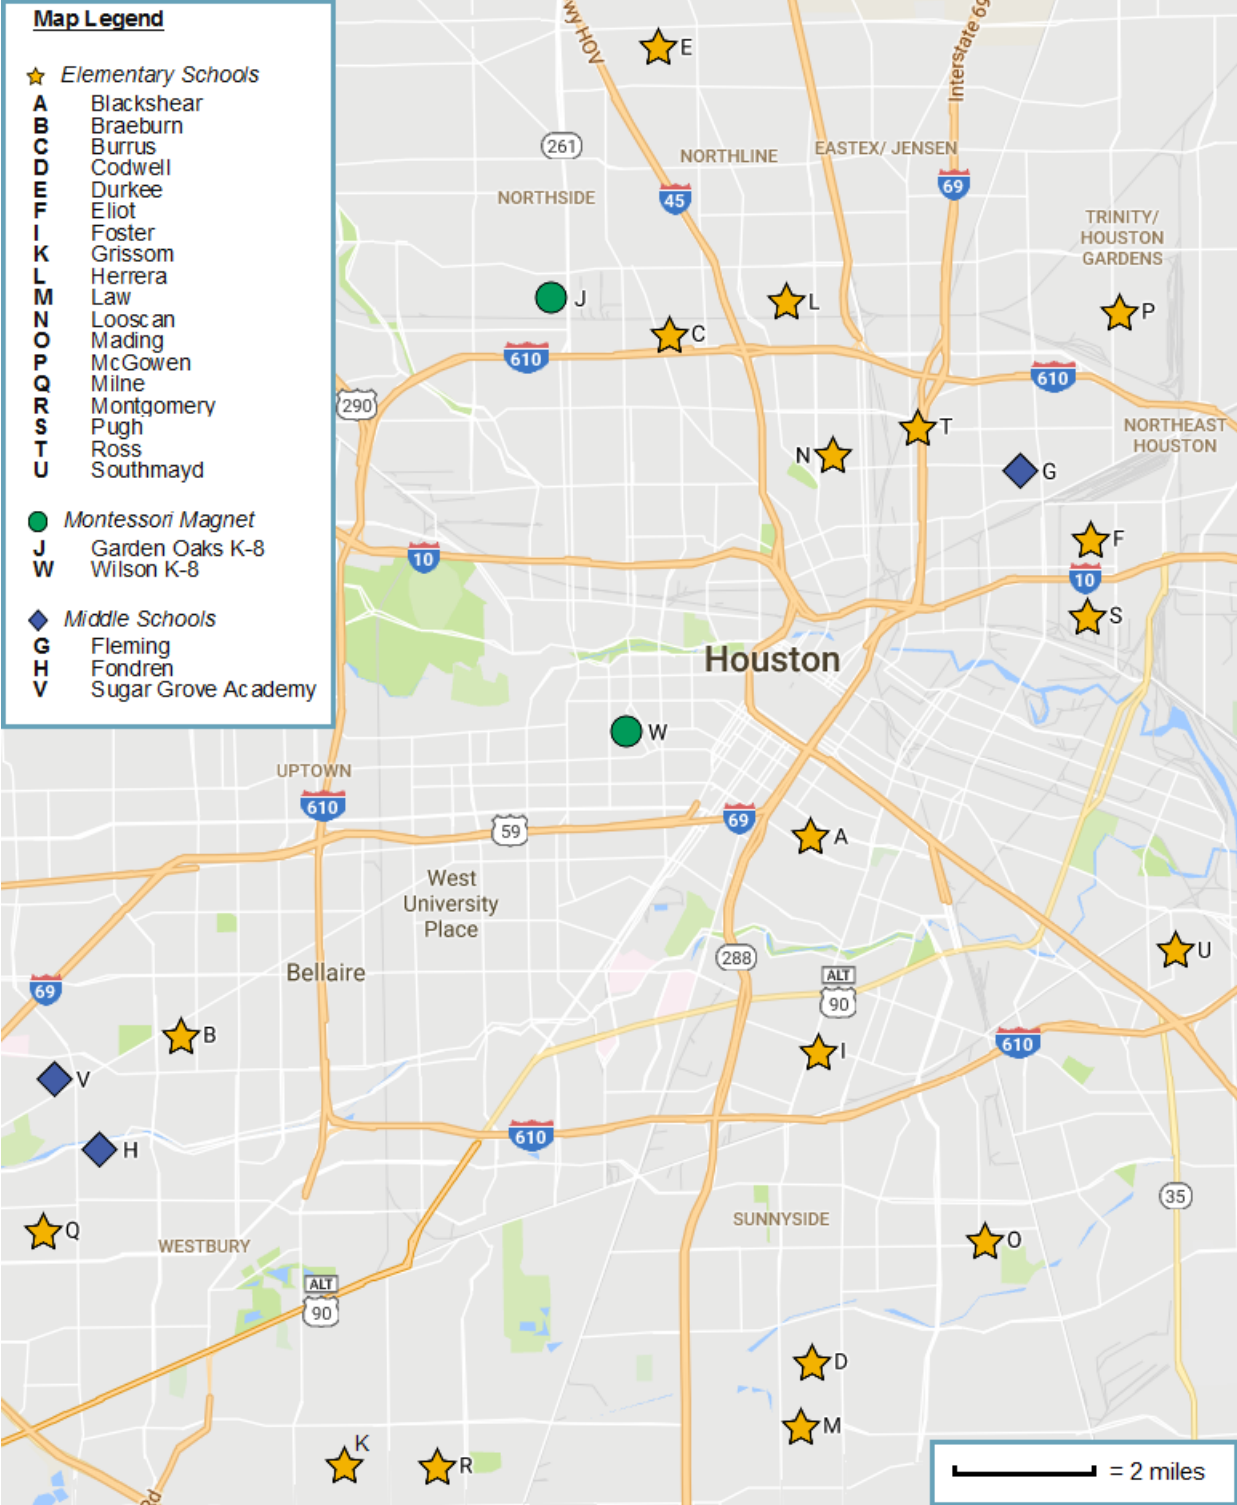 Map Legend
Elementary Schools
A Blackshear
B Braeburn
C Burrus
D Codwell
E Durkee
F Eliot
I Foster
K Grissom
L Herrera
M Law
N Looscan
O Mading
P McGowen
Q Milne
R Montgomery
S Pugh
T Ross
U Southmayd
Montessori Magnet
J Garden Oaks K-8
W Wilson K-8
Middle Schools
G Fleming
H Fondren
V Sugar Grove Academy
wy HOV
E
Interstate 69
261
NORTHLINE
EASTEX/ JENSEN
NORTHSIDE
45
69
TRINITY/
HOUSTON
GARDENS
J
L
C
P
610
610
290
T
N
G
NORTHEAST
HOUSTON
F
10
10
S
Houston
W
UPTOWN
610
59
69
A
West
University
Place
288
U
Bellaire
ALT
90
69
B
I
610
V
610
H
35
Q
WESTBURY
SUNNYSIDE
O
ALT
90
D
M
K
R
Rd
= 2 miles